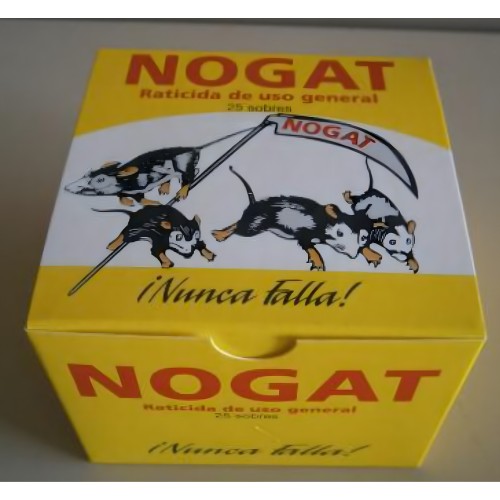 NOGAT
Raticida de uso general
25 sobres
NOGAT
¡Nunca Falla!
NOGAT
Raticida de uso general
25 sobres
¡Nunca Falla!